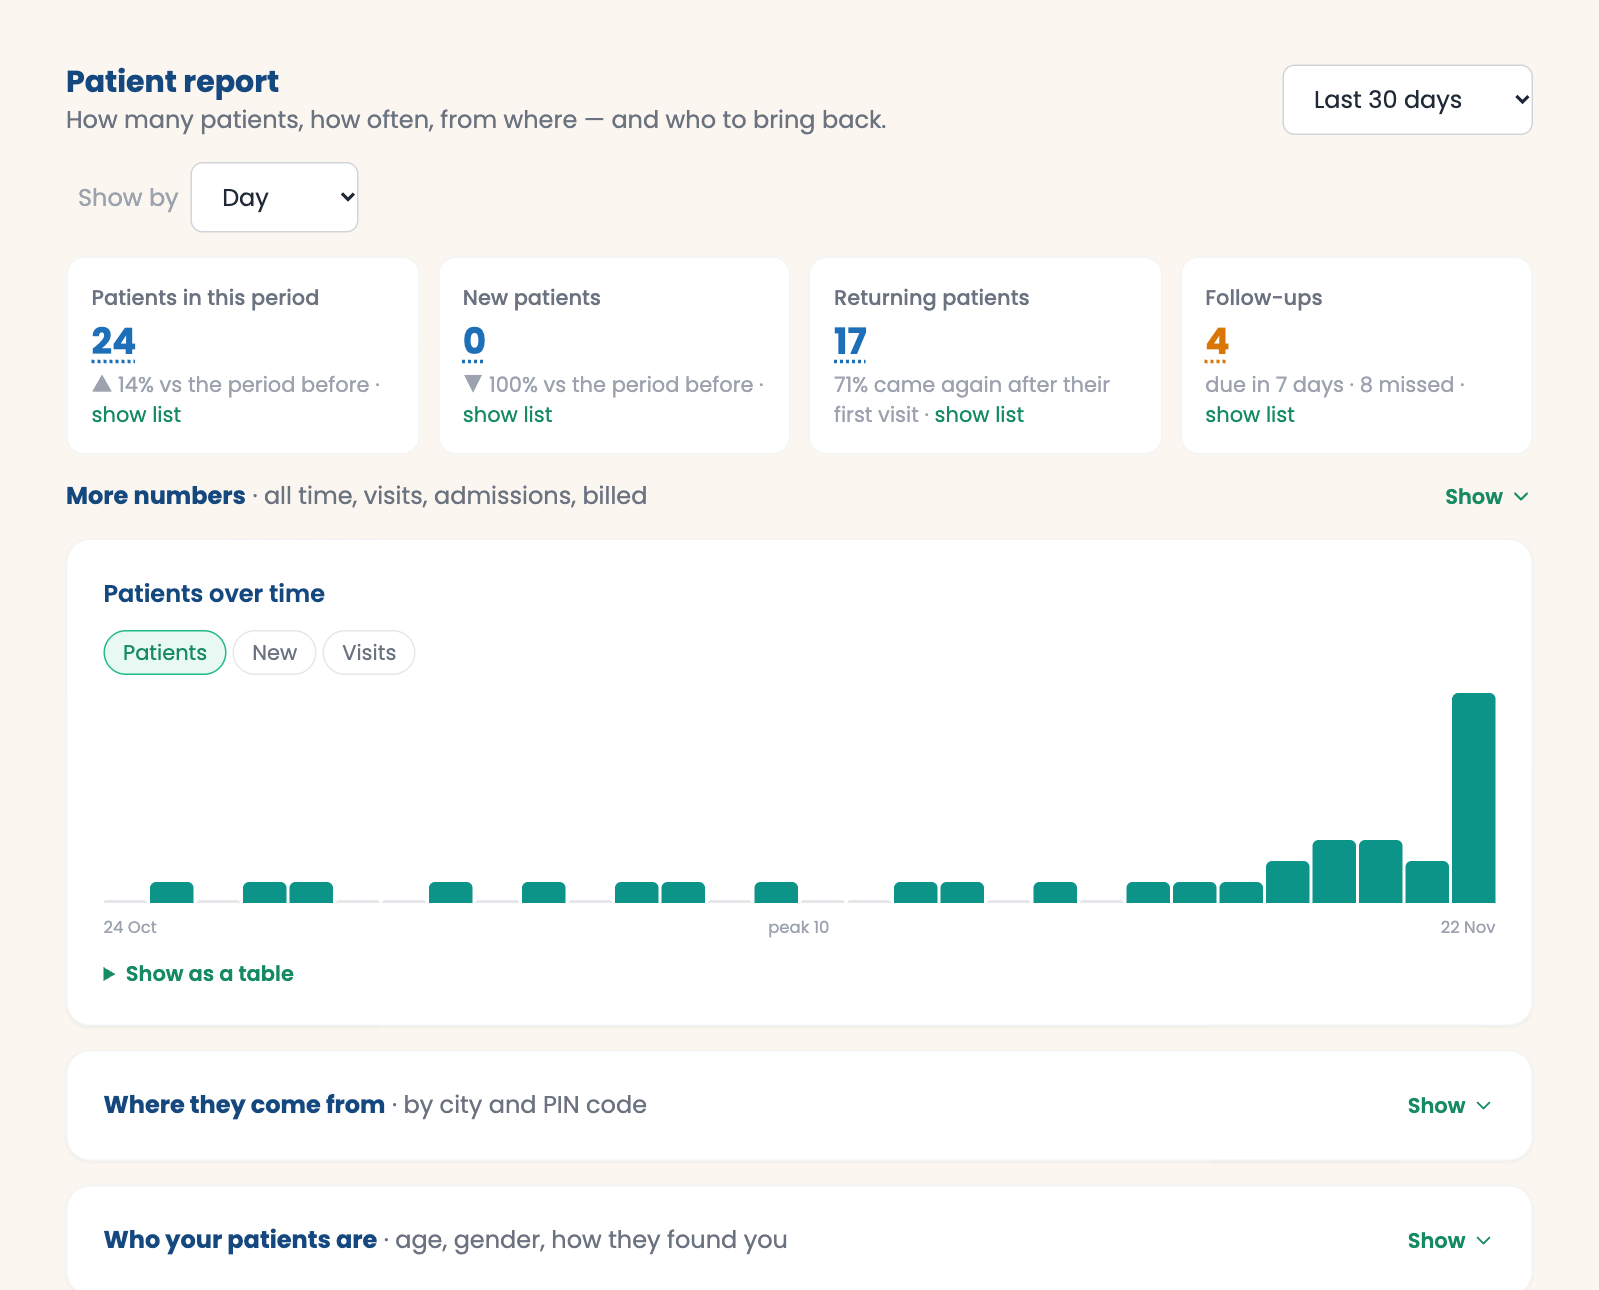 Patient report
How many patients, how often, from where — and who to bring back.
Last 30 days
Show by Day
Patients in this period
24
▲ 14% vs the period before ·
show list
New patients
0
▼ 100% vs the period before ·
show list
Returning patients
17
71% came again after their
first visit · show list
Follow-ups
4
due in 7 days · 8 missed ·
show list
More numbers · all time, visits, admissions, billed
Show
Patients over time
Patients New Visits
24 Oct peak 10 22 Nov
▶ Show as a table
Where they come from · by city and PIN code
Show
Who your patients are · age, gender, how they found you
Show